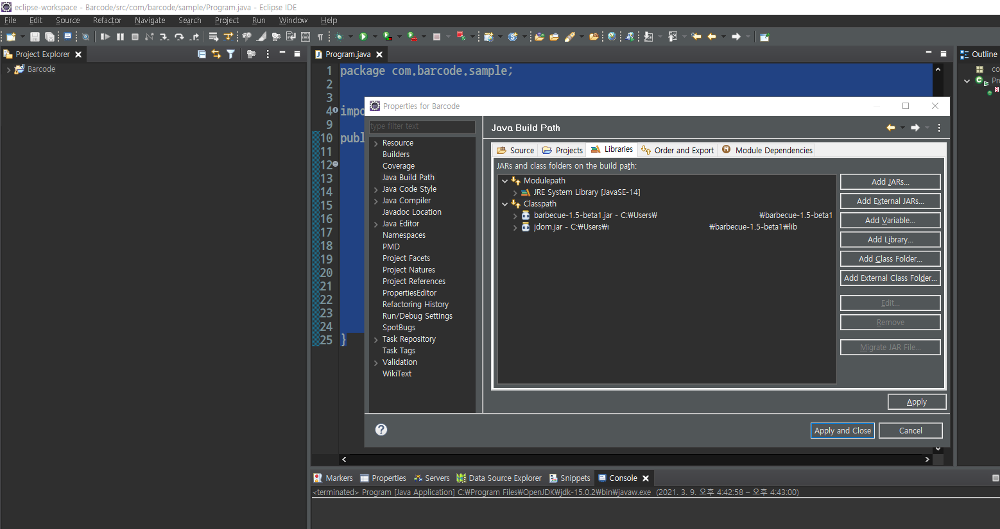 eclipse-workspace - Barcode/src/com/barcode/sample/Program.java - Eclipse IDE
File Edit Source Refactor Navigate Search Project Run Window Help
Project Explorer
Barcode
Program.java
1 package com.barcode.sample;
2
3
4 impo
9
10 publ
11
12
13
14
15
16
17
18
19
20
21
22
23
24
25 }
Outline
co
Pro
Properties for Barcode
type filter text
Resource
Builders
Coverage
Java Build Path
Java Code Style
Java Compiler
Javadoc Location
Java Editor
Namespaces
PMD
Project Facets
Project Natures
Project References
PropertiesEditor
Refactoring History
Run/Debug Settings
SpotBugs
Task Repository
Task Tags
Validation
WikiText
Java Build Path
Source Projects Libraries Order and Export Module Dependencies
JARs and class folders on the build path:
Modulepath
JRE System Library [JavaSE-14]
Classpath
barbecue-1.5-beta1.jar - C:₩Users₩ ₩barbecue-1.5-beta1
jdom.jar - C:₩Users₩ ₩barbecue-1.5-beta1₩lib
Add JARs...
Add External JARs...
Add Variable...
Add Library...
Add Class Folder...
Add External Class Folder...
Edit...
Remove
Migrate JAR File...
Apply
Apply and Close Cancel
Markers Properties Servers Data Source Explorer Snippets Console
<terminated> Program [Java Application] C:₩Program Files₩OpenJDK₩jdk-15.0.2₩bin₩javaw.exe (2021. 3. 9. 오후 4:42:58 – 오후 4:43:00)